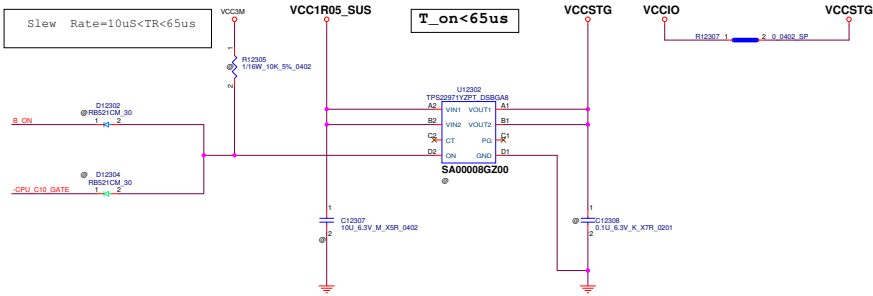 Slew Rate=10uS<TR<65us
VCC3M
VCC1R05_SUS
T_on<65us
VCCSTG
VCCIO
VCCSTG
R12307 1
2 0_0402_SP
1
R12305
@
1/16W_10K_5%_0402
2
U12302
TPS22971YZPT_DSBGA8
A2 VIN1 VOUT1 A1
B2 VIN2 VOUT2 B1
C2 CT PG C1
D2 ON GND D1
SA00008GZ00
@
D12302
@ RB521CM_30
B_ON
1 2
@ D12304
RB521CM_30
-CPU_C10_GATE
1 2
1
C12307
10U_6.3V_M_X5R_0402
2
@
1
@ C12308
0.1U_6.3V_K_X7R_0201
2